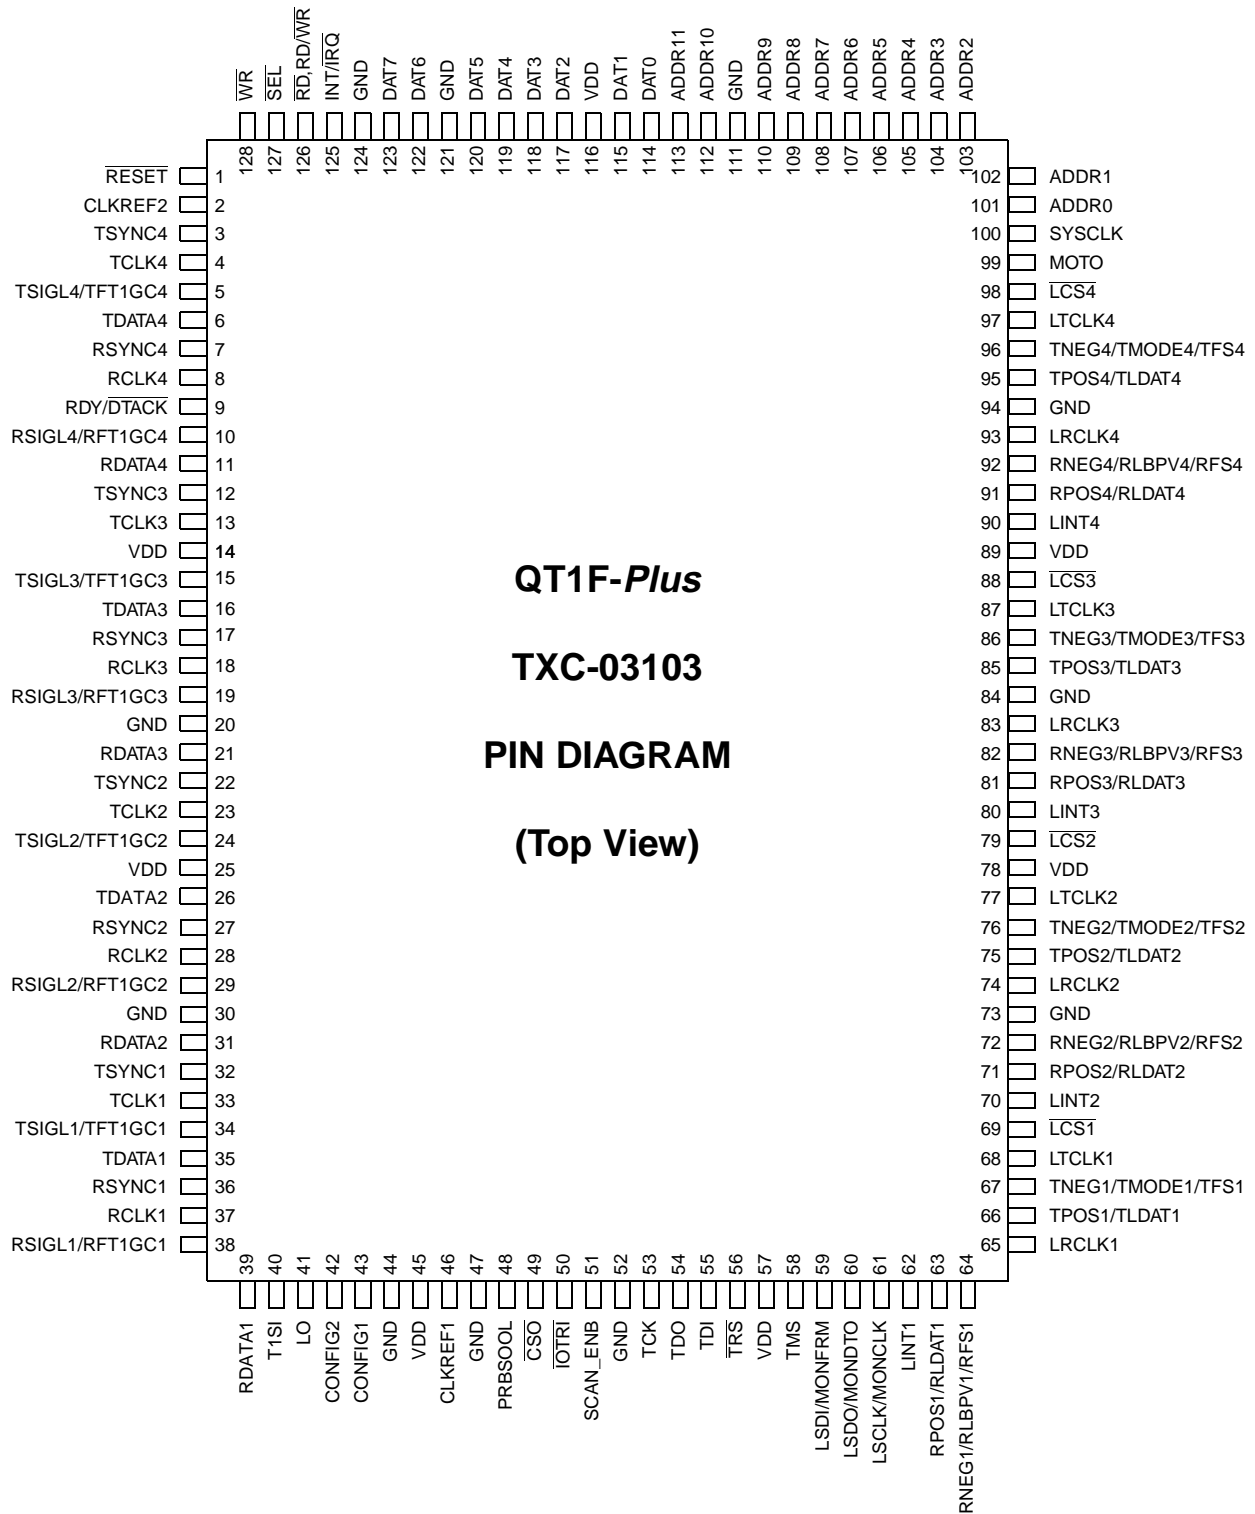 WR SEL RD,RD/WR INT/IRQ GND DAT7 DAT6 GND DAT5 DAT4 DAT3 DAT2 VDD DAT1 DAT0 ADDR11 ADDR10 GND ADDR9 ADDR8 ADDR7 ADDR6 ADDR5 ADDR4 ADDR3 ADDR2
128 127 126 125 124 123 122 121 120 119 118 117 116 115 114 113 112 111 110 109 108 107 106 105 104 103
RESET 1 102 ADDR1
CLKREF2 2 101 ADDR0
TSYNC4 3 100 SYSCLK
TCLK4 4 99 MOTO
TSIGL4/TFT1GC4 5 98 LCS4
TDATA4 6 97 LTCLK4
RSYNC4 7 96 TNEG4/TMODE4/TFS4
RCLK4 8 95 TPOS4/TLDAT4
RDY/DTACK 9 94 GND
RSIGL4/RFT1GC4 10 93 LRCLK4
RDATA4 11 92 RNEG4/RLBPV4/RFS4
TSYNC3 12 91 RPOS4/RLDAT4
TCLK3 13 90 LINT4
VDD 14 89 VDD
TSIGL3/TFT1GC3 15 88 LCS3
TDATA3 16 87 LTCLK3
RSYNC3 17 86 TNEG3/TMODE3/TFS3
RCLK3 18 85 TPOS3/TLDAT3
RSIGL3/RFT1GC3 19 84 GND
GND 20 83 LRCLK3
RDATA3 21 82 RNEG3/RLBPV3/RFS3
TSYNC2 22 81 RPOS3/RLDAT3
TCLK2 23 80 LINT3
TSIGL2/TFT1GC2 24 79 LCS2
VDD 25 78 VDD
TDATA2 26 77 LTCLK2
RSYNC2 27 76 TNEG2/TMODE2/TFS2
RCLK2 28 75 TPOS2/TLDAT2
RSIGL2/RFT1GC2 29 74 LRCLK2
GND 30 73 GND
RDATA2 31 72 RNEG2/RLBPV2/RFS2
TSYNC1 32 71 RPOS2/RLDAT2
TCLK1 33 70 LINT2
TSIGL1/TFT1GC1 34 69 LCS1
TDATA1 35 68 LTCLK1
RSYNC1 36 67 TNEG1/TMODE1/TFS1
RCLK1 37 66 TPOS1/TLDAT1
RSIGL1/RFT1GC1 38 65 LRCLK1
QT1F-Plus
TXC-03103
PIN DIAGRAM
(Top View)
39 40 41 42 43 44 45 46 47 48 49 50 51 52 53 54 55 56 57 58 59 60 61 62 63 64
RDATA1 T1SI LO CONFIG2 CONFIG1 GND VDD CLKREF1 GND PRBSOOL CSO IOTRI SCAN_ENB GND TCK TDO TDI TRS VDD TMS LSDI/MONFRM LSDO/MONDTO LSCLK/MONCLK LINT1 RPOS1/RLDAT1 RNEG1/RLBPV1/RFS1